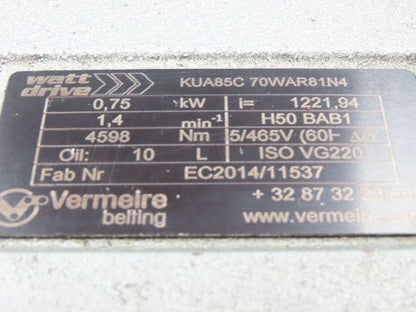 watt drive KUA85C 70WAR81N4
0,75 kW i= 1221,94
1,4 min-1 H50 BAB1
4598 Nm 5/465V (60H
Oil: 10 L ISO VG220
Fab Nr EC2014/11537
Vermeire + 32 87 32
belting www.vermeire.